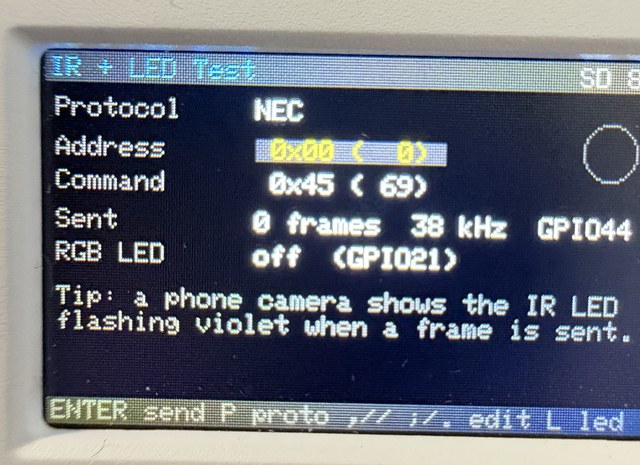 IR + LED Test SD 8
Protocol NEC
Address 0x00 ( 0)
Command 0x45 ( 69)
Sent 0 frames 38 kHz GPIO44
RGB LED off (GPIO21)
Tip: a phone camera shows the IR LED
flashing violet when a frame is sent.
ENTER send P proto ,// ;/. edit L led